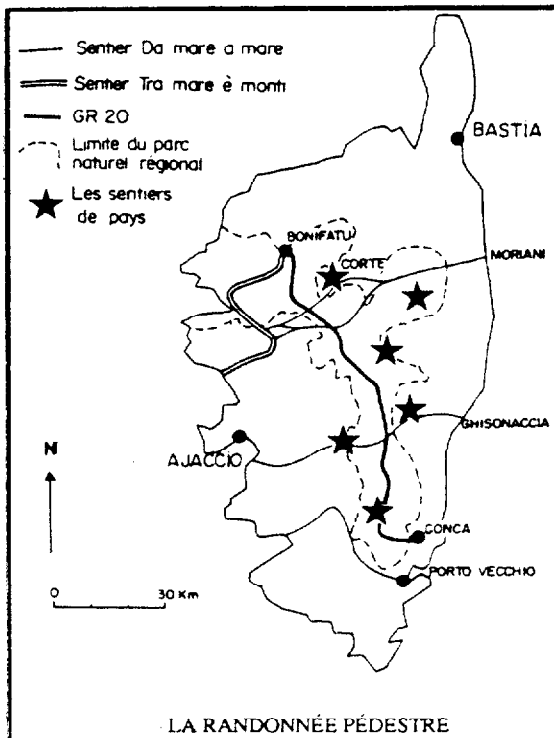 Sentier Da mare a mare
Sentier Tra mare è monti
GR 20
Limite du parc
naturel régional
Les sentiers
de pays
BASTIA
BONIFATU
CORTE
MORIANI
GHISONACCIA
AJACCIO
N
CONCA
PORTO VECCHIO
0 30 Km
LA RANDONNÉE PÉDESTRE